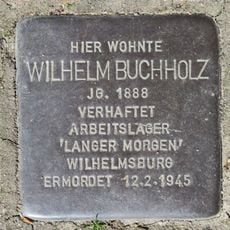 HIER WOHNTE
WILHELM BUCHHOLZ
JG. 1888
VERHAFTET
ARBEITSLAGER
'LANGER MORGEN'
WILHELMSBURG
ERMORDET 12.2.1945